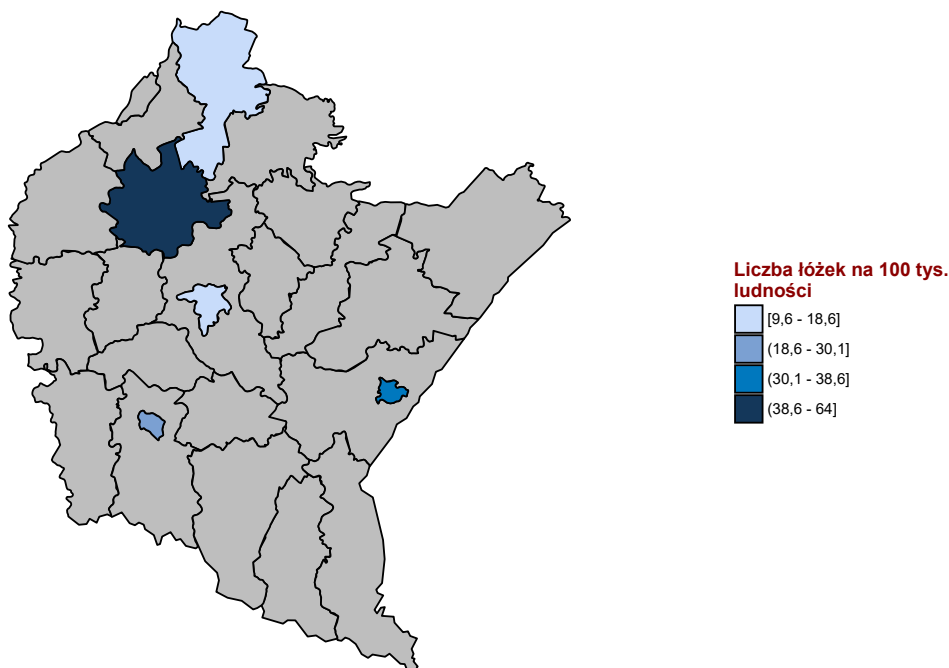 Liczba łóżek na 100 tys.
ludności
[9,6 - 18,6]
(18,6 - 30,1]
(30,1 - 38,6]
(38,6 - 64]